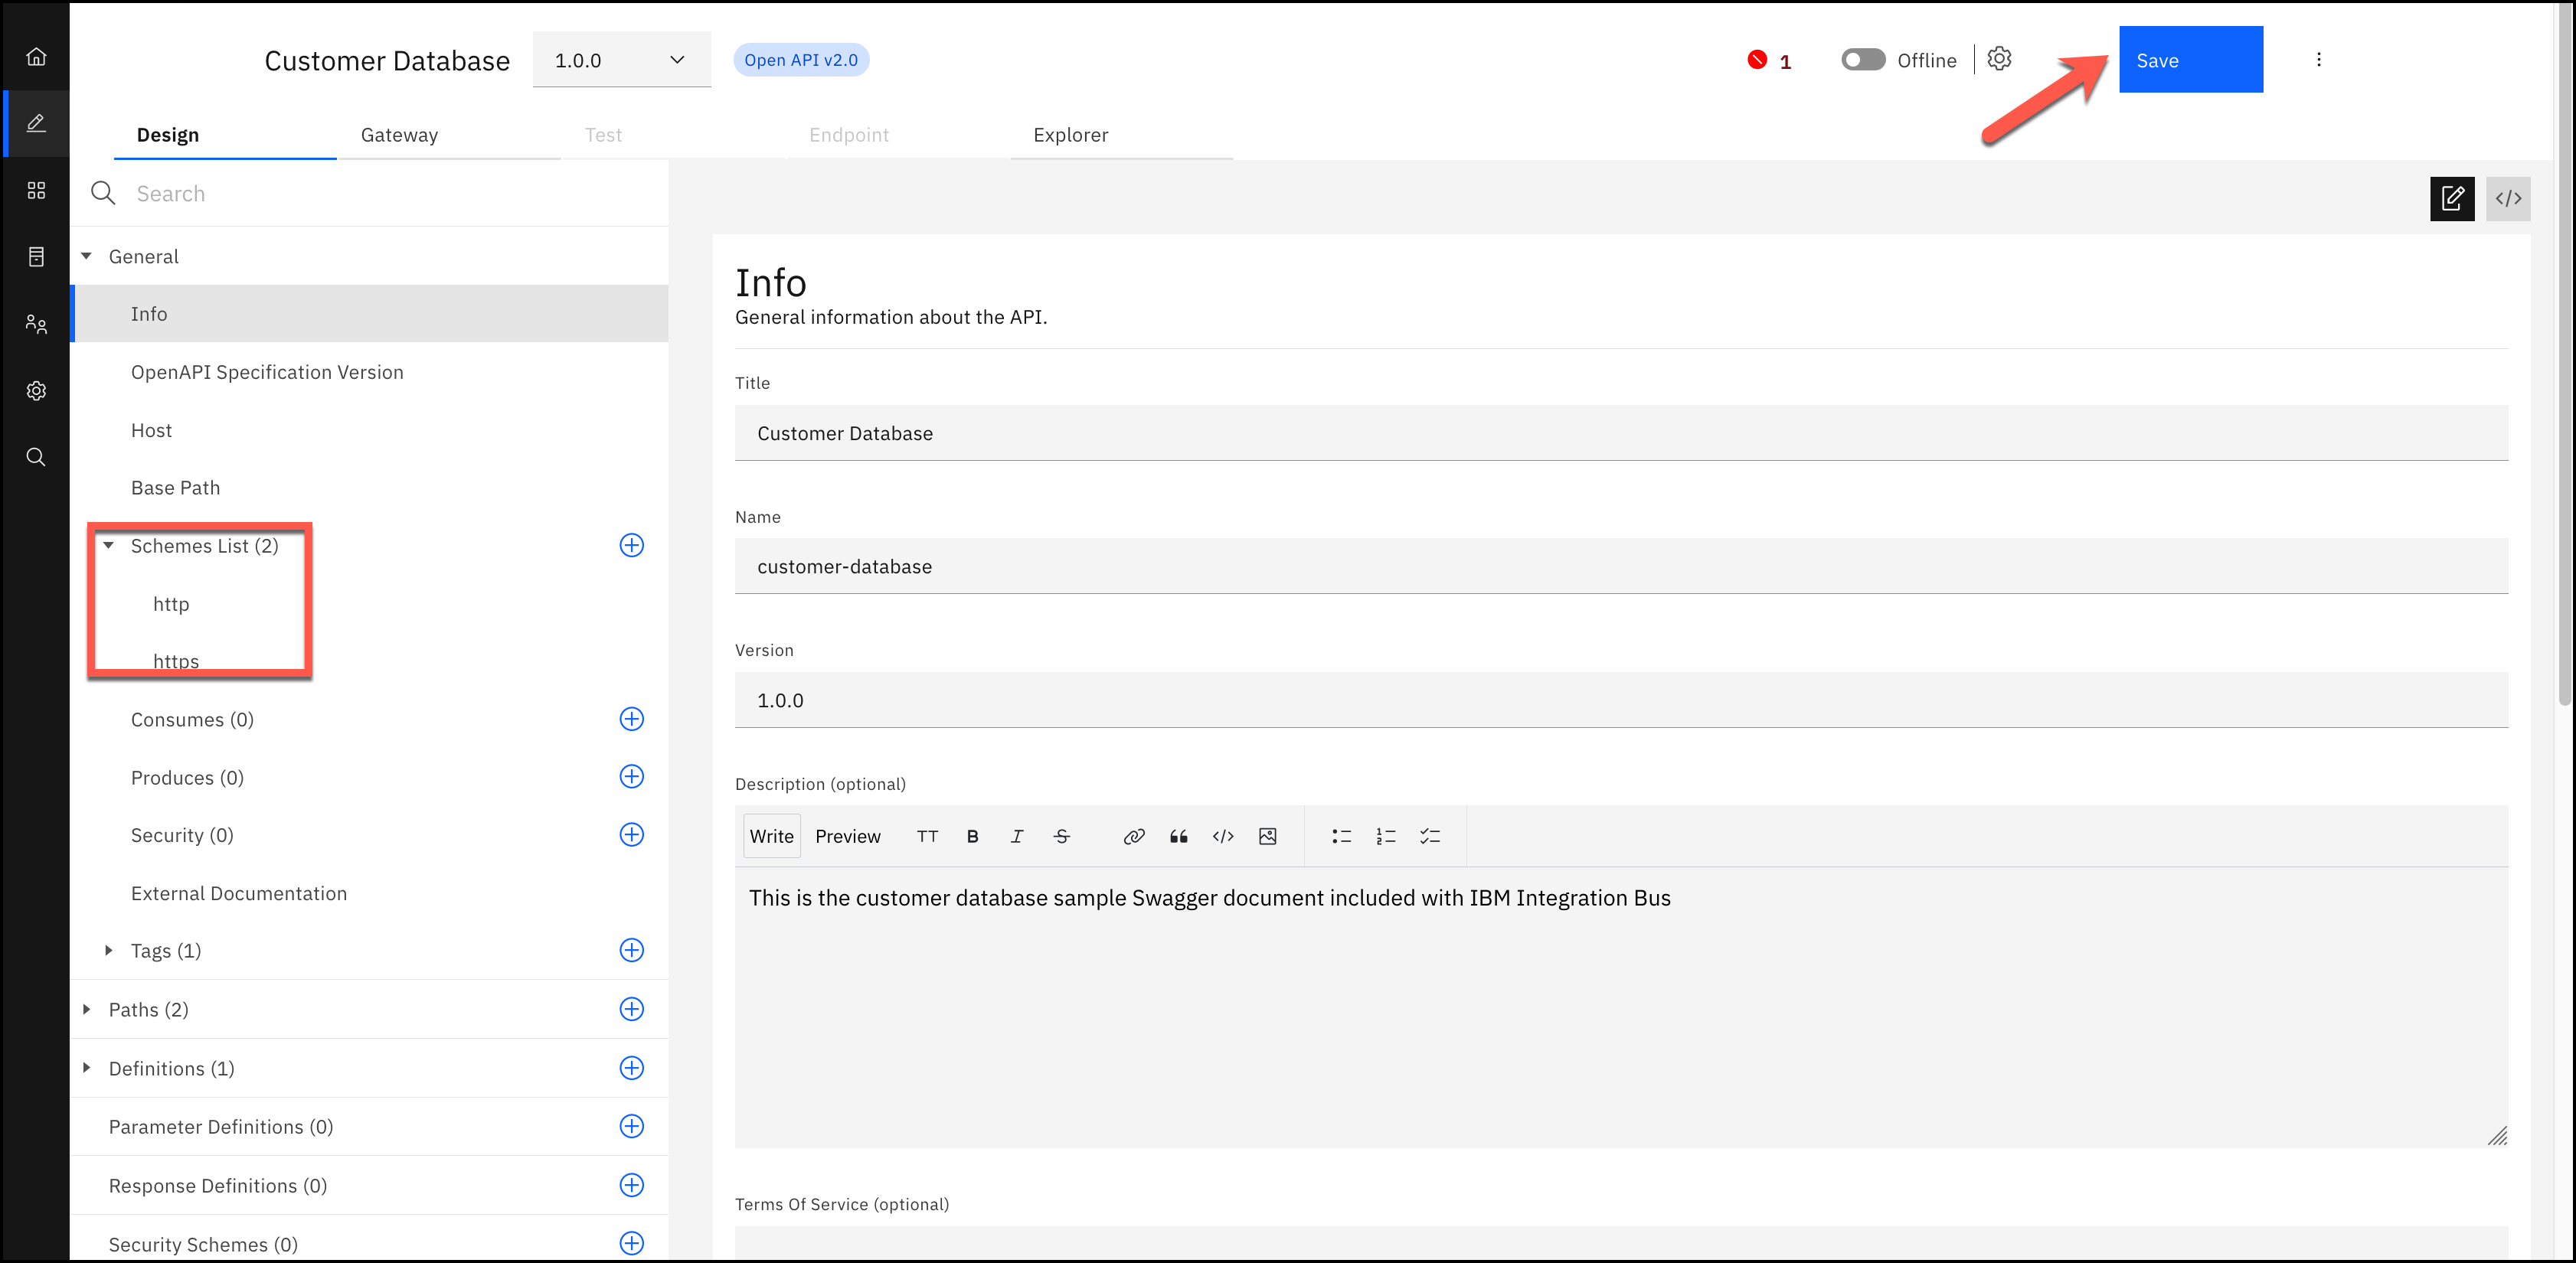 Customer Database
1.0.0
Open API v2.0
1
Offline
Save
Design
Gateway
Test
Endpoint
Explorer
Search
General
Info
OpenAPI Specification Version
Host
Base Path
Schemes List (2)
http
https
Consumes (0)
Produces (0)
Security (0)
External Documentation
Tags (1)
Paths (2)
Definitions (1)
Parameter Definitions (0)
Response Definitions (0)
Security Schemes (0)
Info
General information about the API.
Title
Customer Database
Name
customer-database
Version
1.0.0
Description (optional)
Write Preview TT B I S
This is the customer database sample Swagger document included with IBM Integration Bus
Terms Of Service (optional)